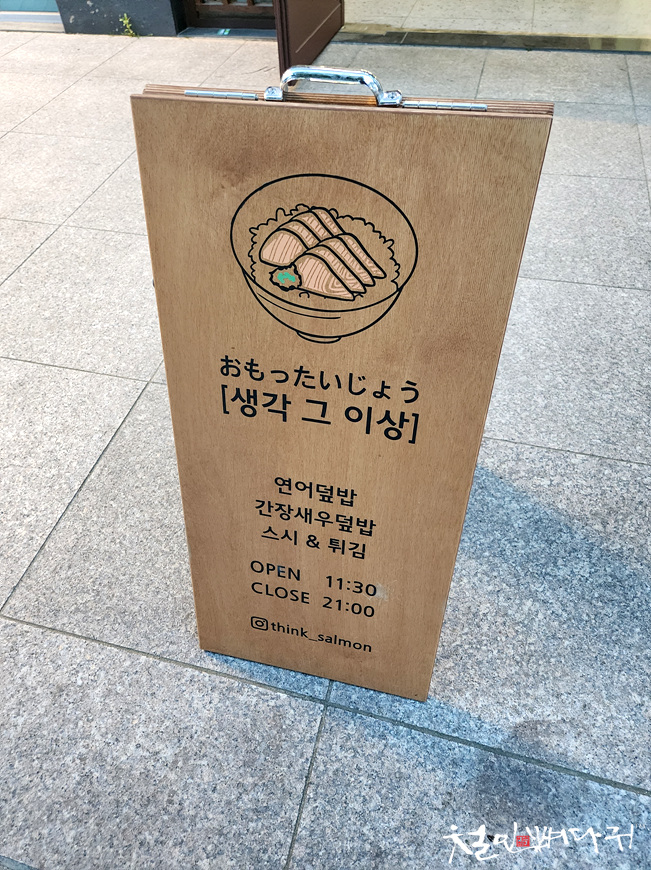 おもったいじょう
[생각 그 이상]
연어덮밥
간장새우덮밥
스시 & 튀김
OPEN 11:30
CLOSE 21:00
think_salmon